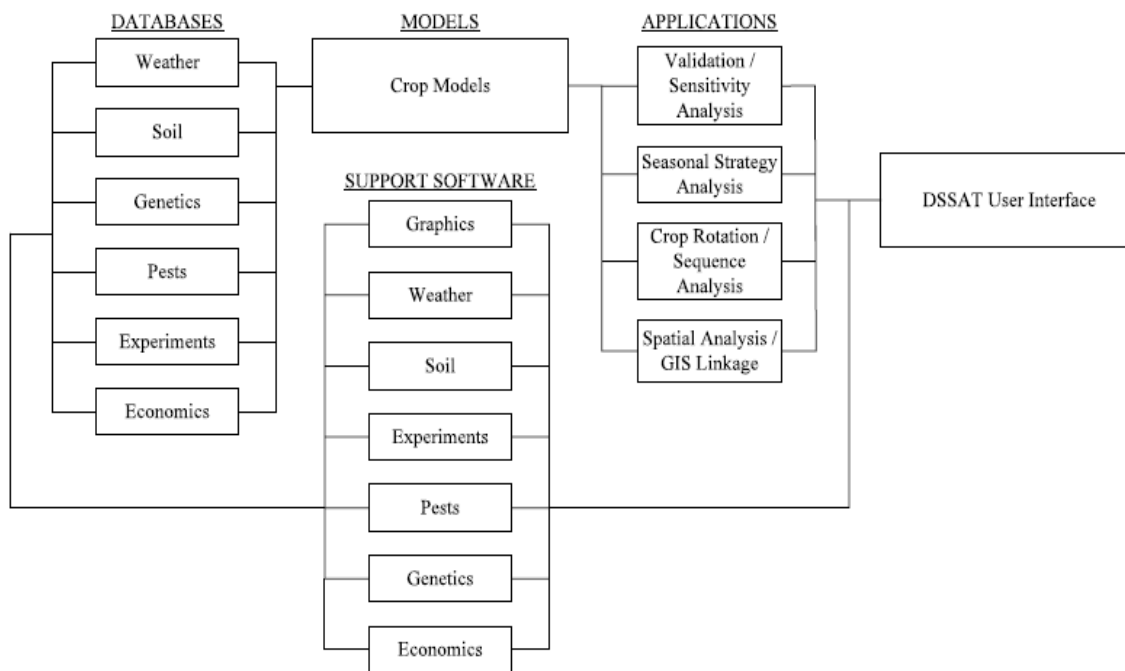 DATABASES
Weather
Soil
Genetics
Pests
Experiments
Economics
MODELS
Crop Models
SUPPORT SOFTWARE
Graphics
Weather
Soil
Experiments
Pests
Genetics
Economics
APPLICATIONS
Validation /
Sensitivity
Analysis
Seasonal Strategy
Analysis
Crop Rotation /
Sequence
Analysis
Spatial Analysis /
GIS Linkage
DSSAT User Interface